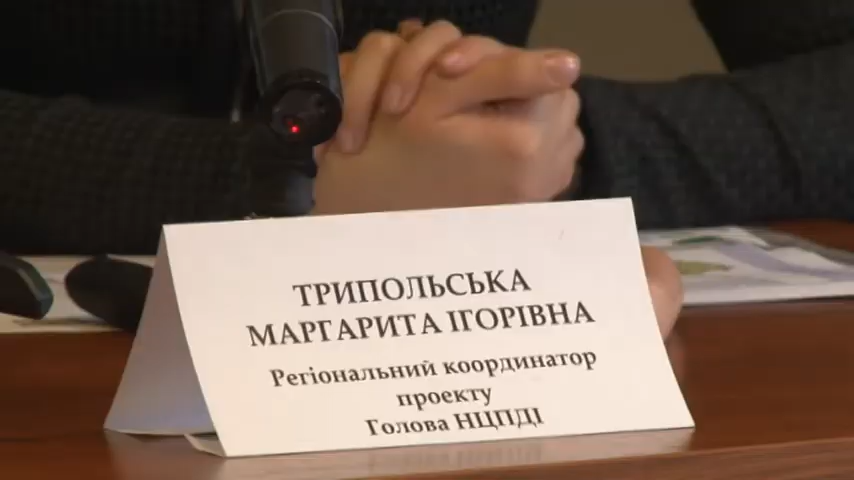 ТРИПОЛЬСЬКА
МАРГАРИТА ІГОРІВНА
Регіональний координатор
проекту
Голова НЦПДІ